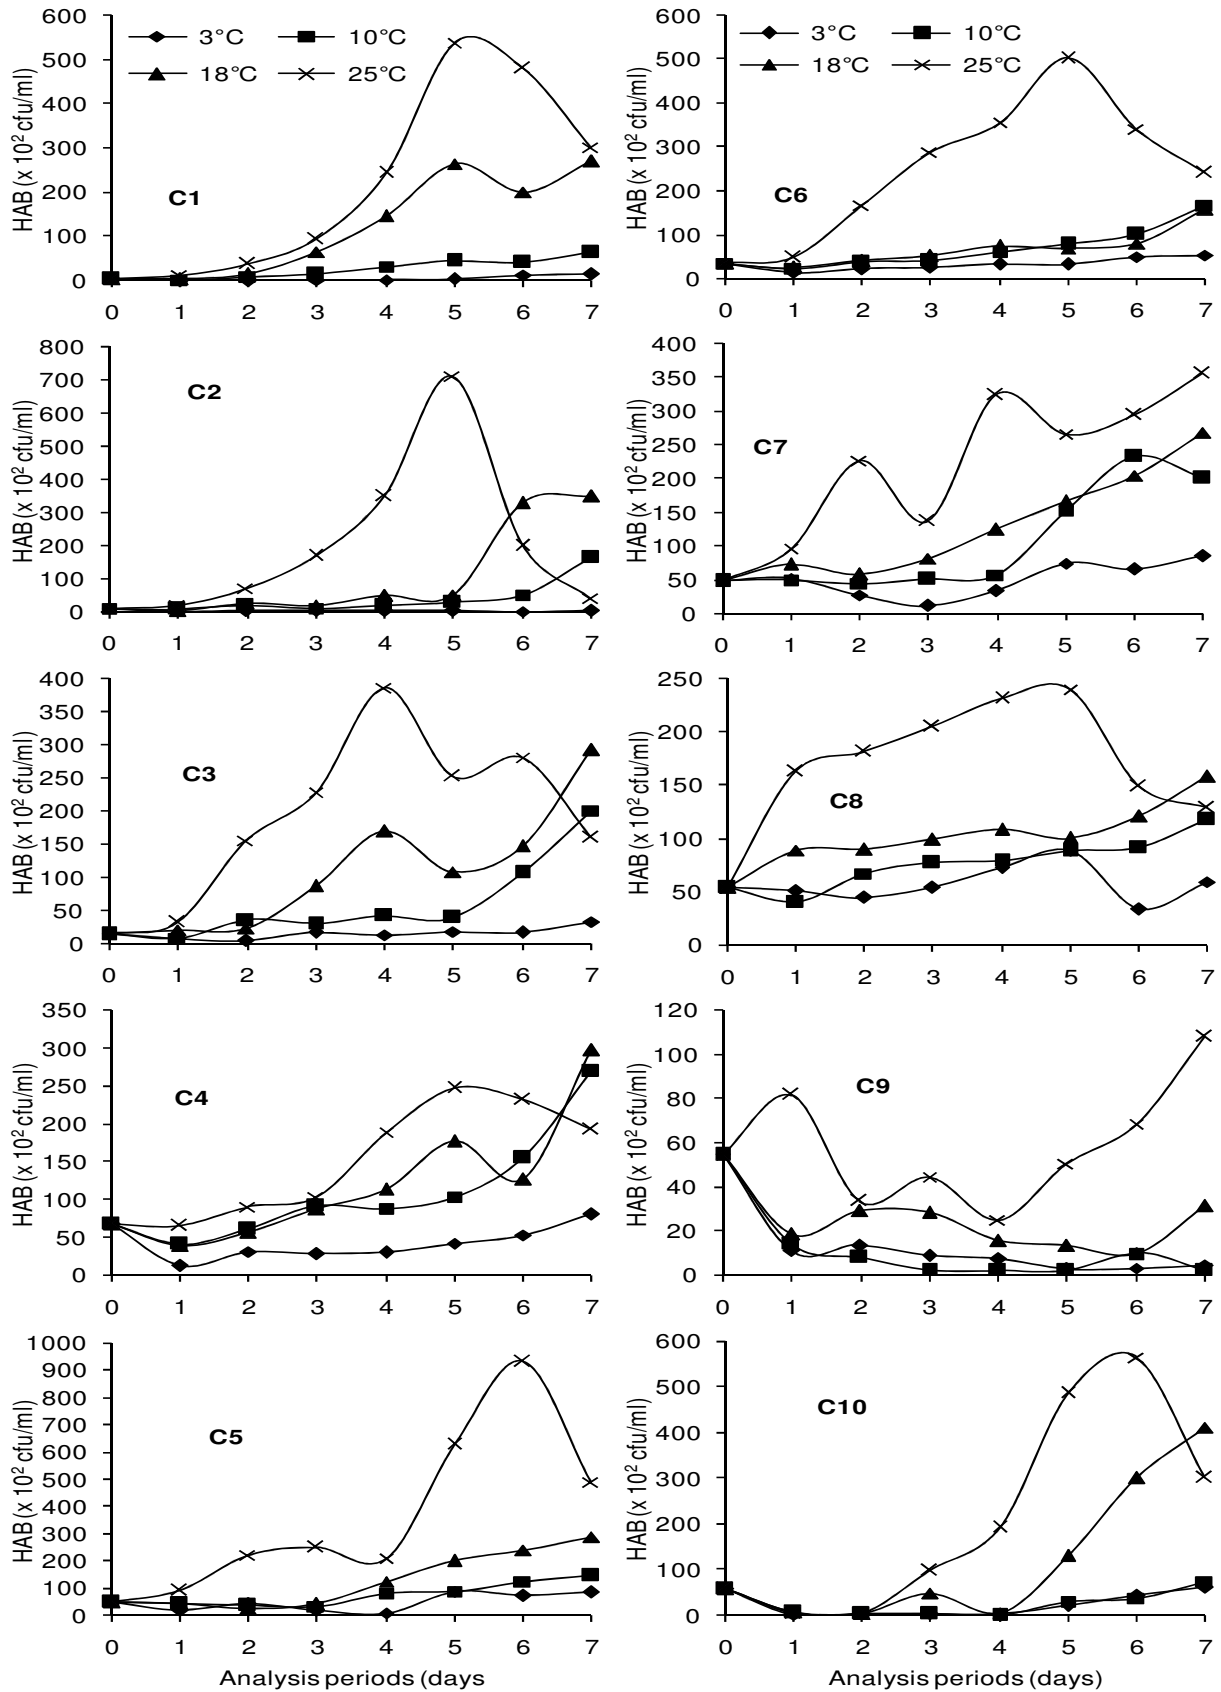 600
500
400
300
200
100
0
HAB (x 10² cfu/ml)
3°C
10°C
18°C
25°C
C1
0 1 2 3 4 5 6 7
600
500
400
300
200
100
0
HAB (x 10² cfu/ml)
3°C
10°C
18°C
25°C
C6
0 1 2 3 4 5 6 7
800
700
600
500
400
300
200
100
0
HAB (x 10² cfu/ml)
C2
0 1 2 3 4 5 6 7
400
350
300
250
200
150
100
50
0
HAB (x 10² cfu/ml)
C7
0 1 2 3 4 5 6 7
400
350
300
250
200
150
100
50
0
HAB (x 10² cfu/ml)
C3
0 1 2 3 4 5 6 7
250
200
150
100
50
0
HAB (x 10² cfu/ml)
C8
0 1 2 3 4 5 6 7
350
300
250
200
150
100
50
0
HAB (x 10² cfu/ml)
C4
0 1 2 3 4 5 6 7
120
100
80
60
40
20
0
HAB (x 10² cfu/ml)
C9
0 1 2 3 4 5 6 7
1000
900
800
700
600
500
400
300
200
100
0
HAB (x 10² cfu/ml)
C5
0 1 2 3 4 5 6 7
Analysis periods (days
600
500
400
300
200
100
0
HAB (x 10² cfu/ml)
C10
0 1 2 3 4 5 6 7
Analysis periods (days)